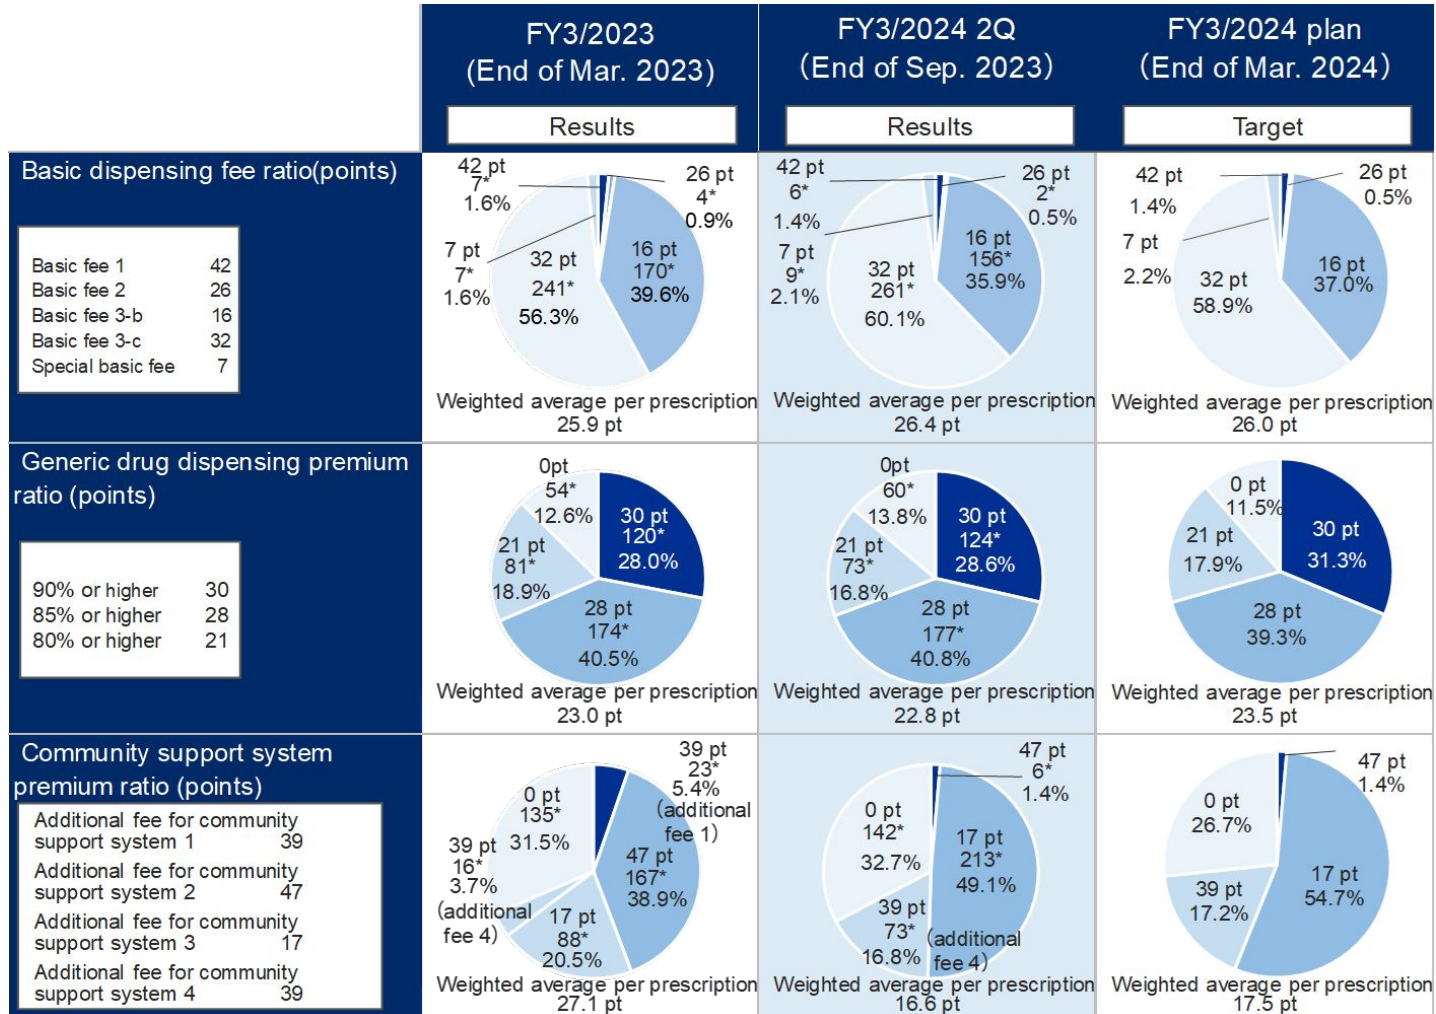 FY3/2023
(End of Mar. 2023)
Results
FY3/2024 2Q
（End of Sep. 2023）
Results
FY3/2024 plan
（End of Mar. 2024）
Target
Basic dispensing fee ratio(points)
Basic fee 1 42
Basic fee 2 26
Basic fee 3-b 16
Basic fee 3-c 32
Special basic fee 7
42 pt
7*
1.6%
26 pt
4*
0.9%
7 pt
7*
1.6%
32 pt
241*
56.3%
16 pt
170*
39.6%
Weighted average per prescription
25.9 pt
42 pt
6*
1.4%
26 pt
2*
0.5%
7 pt
9*
2.1%
32 pt
261*
60.1%
16 pt
156*
35.9%
Weighted average per prescription
26.4 pt
42 pt
1.4%
26 pt
0.5%
7 pt
2.2%
32 pt
58.9%
16 pt
37.0%
Weighted average per prescription
26.0 pt
Generic drug dispensing premium
ratio (points)
90% or higher 30
85% or higher 28
80% or higher 21
0pt
54*
12.6%
30 pt
120*
28.0%
21 pt
81*
18.9%
28 pt
174*
40.5%
Weighted average per prescription
23.0 pt
0pt
60*
13.8%
30 pt
124*
28.6%
21 pt
73*
16.8%
28 pt
177*
40.8%
Weighted average per prescription
22.8 pt
0 pt
11.5%
30 pt
31.3%
21 pt
17.9%
28 pt
39.3%
Weighted average per prescription
23.5 pt
Community support system
premium ratio (points)
Additional fee for community
support system 1 39
Additional fee for community
support system 2 47
Additional fee for community
support system 3 17
Additional fee for community
support system 4 39
39 pt
23*
5.4%
(additional
fee 1)
0 pt
135*
31.5%
39 pt
16*
3.7%
(additional
fee 4)
47 pt
167*
38.9%
17 pt
88*
20.5%
Weighted average per prescription
27.1 pt
47 pt
6*
1.4%
0 pt
142*
32.7%
17 pt
213*
49.1%
39 pt
73*
16.8%
(additional
fee 4)
Weighted average per prescription
16.6 pt
47 pt
1.4%
0 pt
26.7%
17 pt
54.7%
39 pt
17.2%
Weighted average per prescription
17.5 pt